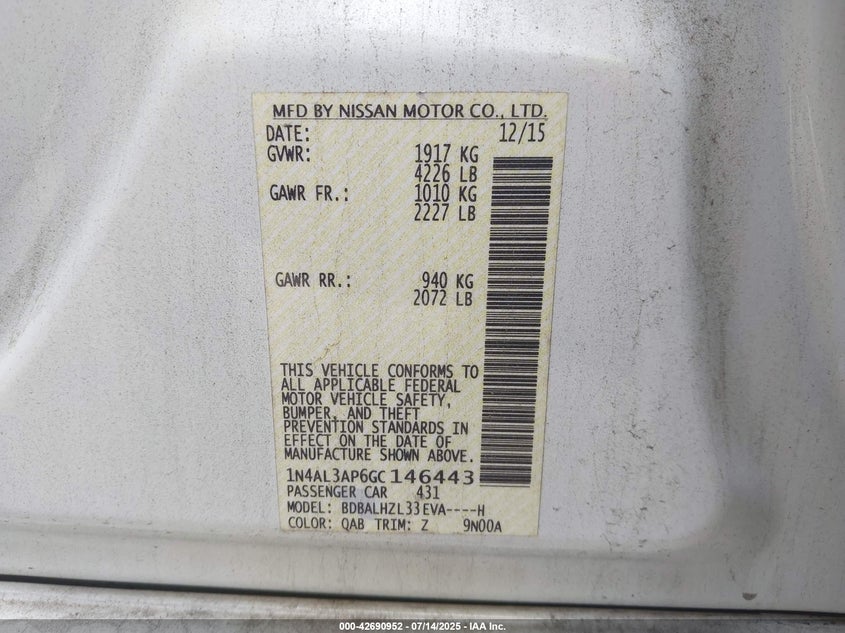 MFD BY NISSAN MOTOR CO., LTD.
DATE: 12/15
GVWR: 1917 KG
4226 LB
GAWR FR.: 1010 KG
2227 LB
GAWR RR.: 940 KG
2072 LB
THIS VEHICLE CONFORMS TO
ALL APPLICABLE FEDERAL
MOTOR VEHICLE SAFETY,
BUMPER, AND THEFT
PREVENTION STANDARDS IN
EFFECT ON THE DATE OF
MANUFACTURE SHOWN ABOVE.
1N4AL3AP6GC146443
PASSENGER CAR 431
MODEL: BDBALHZL33EVA----H
COLOR: QAB TRIM: Z 9N00A
000-42690952 - 07/14/2025 - IAA Inc.